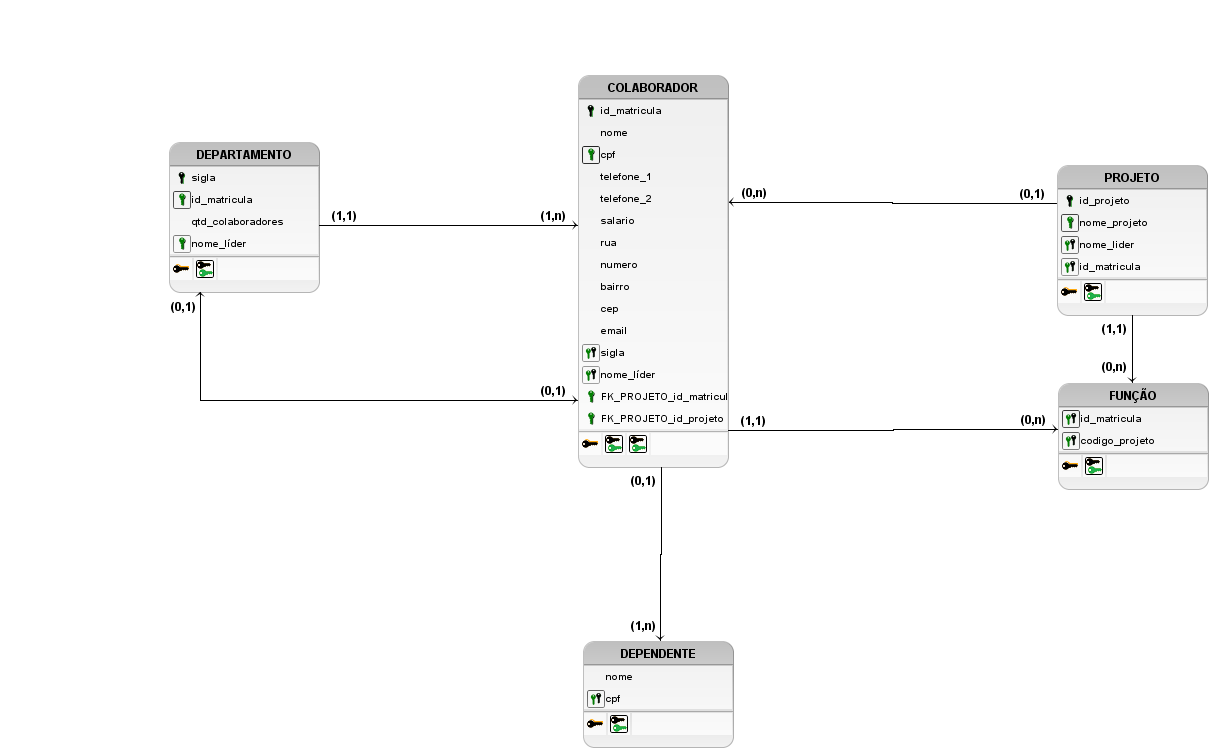 COLABORADOR
id_matricula
nome
cpf
telefone_1
telefone_2
salario
rua
numero
bairro
cep
email
sigla
nome_líder
FK_PROJETO_id_matricul
FK_PROJETO_id_projeto
DEPARTAMENTO
sigla
id_matricula
qtd_colaboradores
nome_líder
(1,1)
(1,n)
(0,1)
(0,1)
PROJETO
id_projeto
nome_projeto
nome_lider
id_matricula
(0,n)
(0,1)
(1,1)
(0,n)
FUNÇÃO
id_matricula
codigo_projeto
(1,1)
(0,n)
(0,1)
(1,n)
DEPENDENTE
nome
cpf